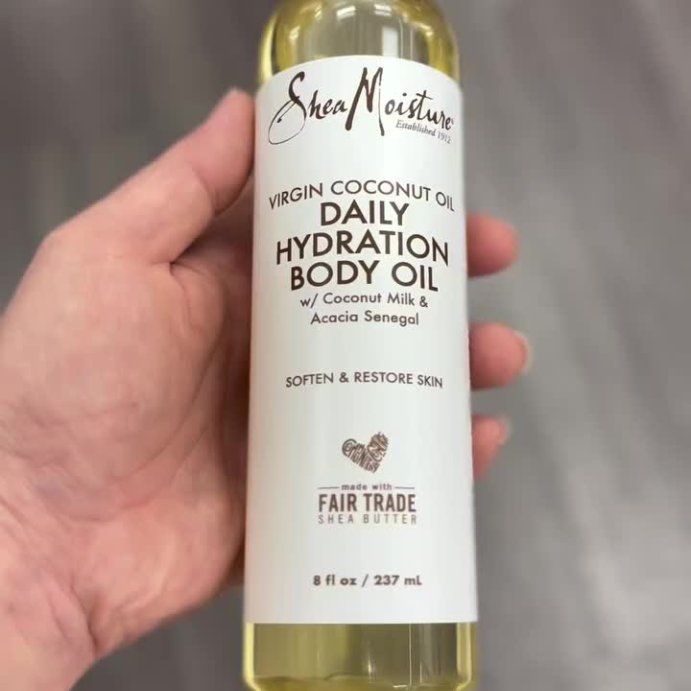 SheaMoisture
Established 1912
VIRGIN COCONUT OIL
DAILY
HYDRATION
BODY OIL
w/ Coconut Milk &
Acacia Senegal
SOFTEN & RESTORE SKIN
made with
FAIR TRADE
SHEA BUTTER
8 fl oz / 237 mL